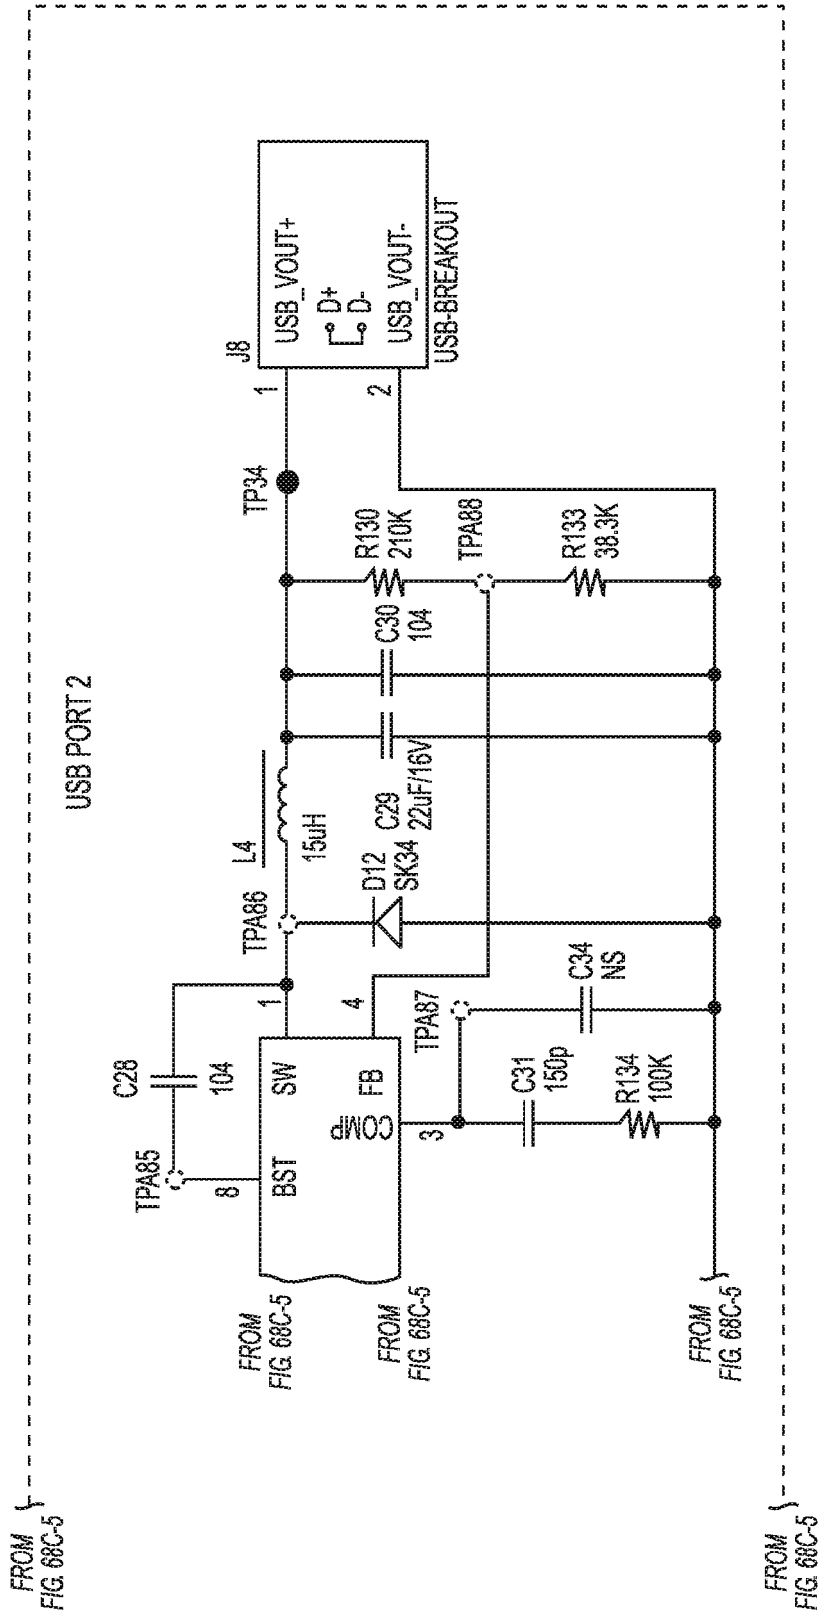 USB PORT 2
TPA85
C28
104
8
BST
SW
1
TPA86
L4
15uH
TP34
1
J8
USB_VOUT+
D+
D-
USB_VOUT-
USB-BREAKOUT
2
FB
4
COMP
3
TPA87
D12
SK34
C29
22uF/16V
C30
104
R130
210K
TPA88
R133
38.3K
C31
150p
R134
100K
C34
NS
FROM
FIG. 68C-5
FROM
FIG. 68C-5
FROM
FIG. 68C-5
FROM
FIG. 68C-5
FROM
FIG. 68C-5